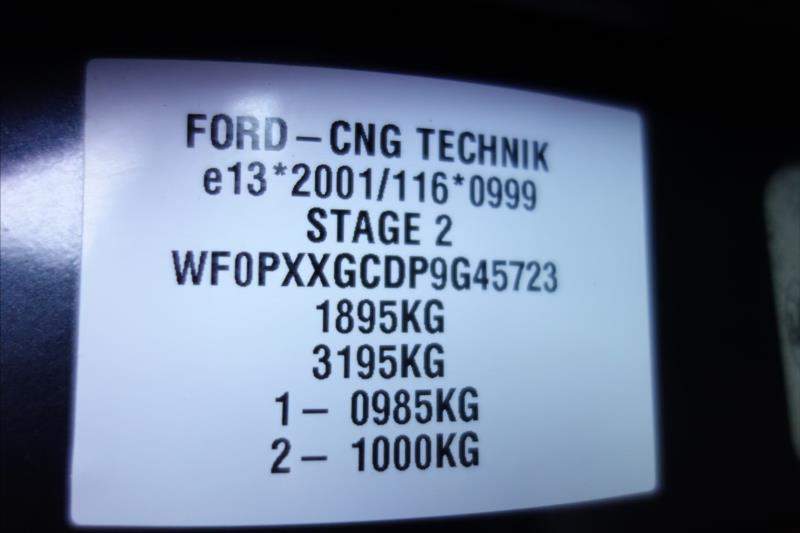 FORD – CNG TECHNIK
e13*2001/116*0999
STAGE 2
WF0PXXGCDP9G45723
1895KG
3195KG
1 – 0985KG
2 – 1000KG